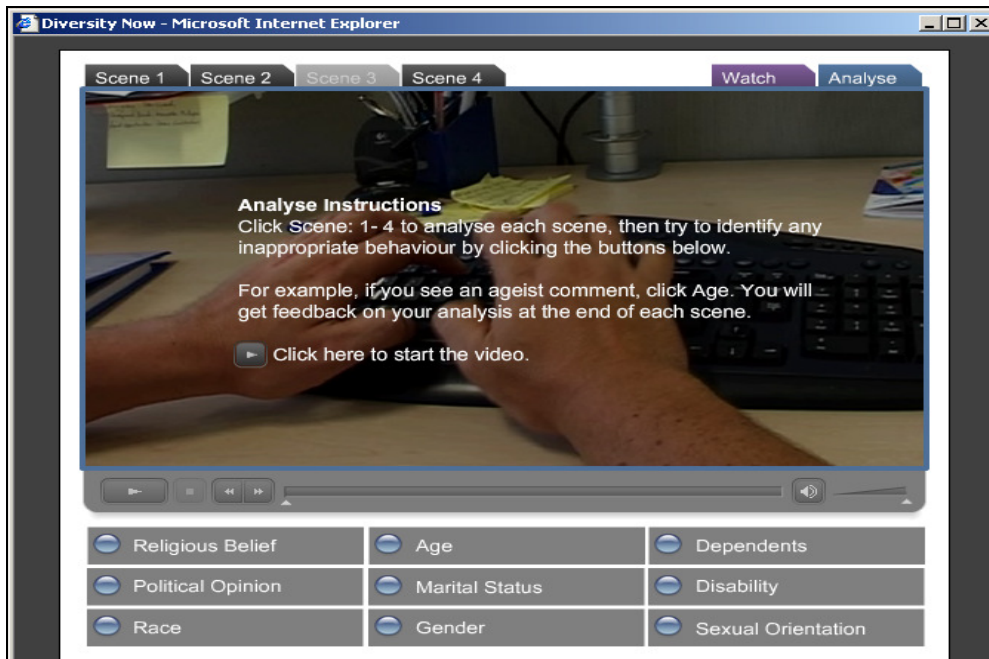 Diversity Now - Microsoft Internet Explorer
Scene 1 Scene 2 Scene 3 Scene 4 Watch Analyse
Analyse Instructions
Click Scene: 1- 4 to analyse each scene, then try to identify any
inappropriate behaviour by clicking the buttons below.
For example, if you see an ageist comment, click Age. You will
get feedback on your analysis at the end of each scene.
Click here to start the video.
Religious Belief Age Dependents
Political Opinion Marital Status Disability
Race Gender Sexual Orientation